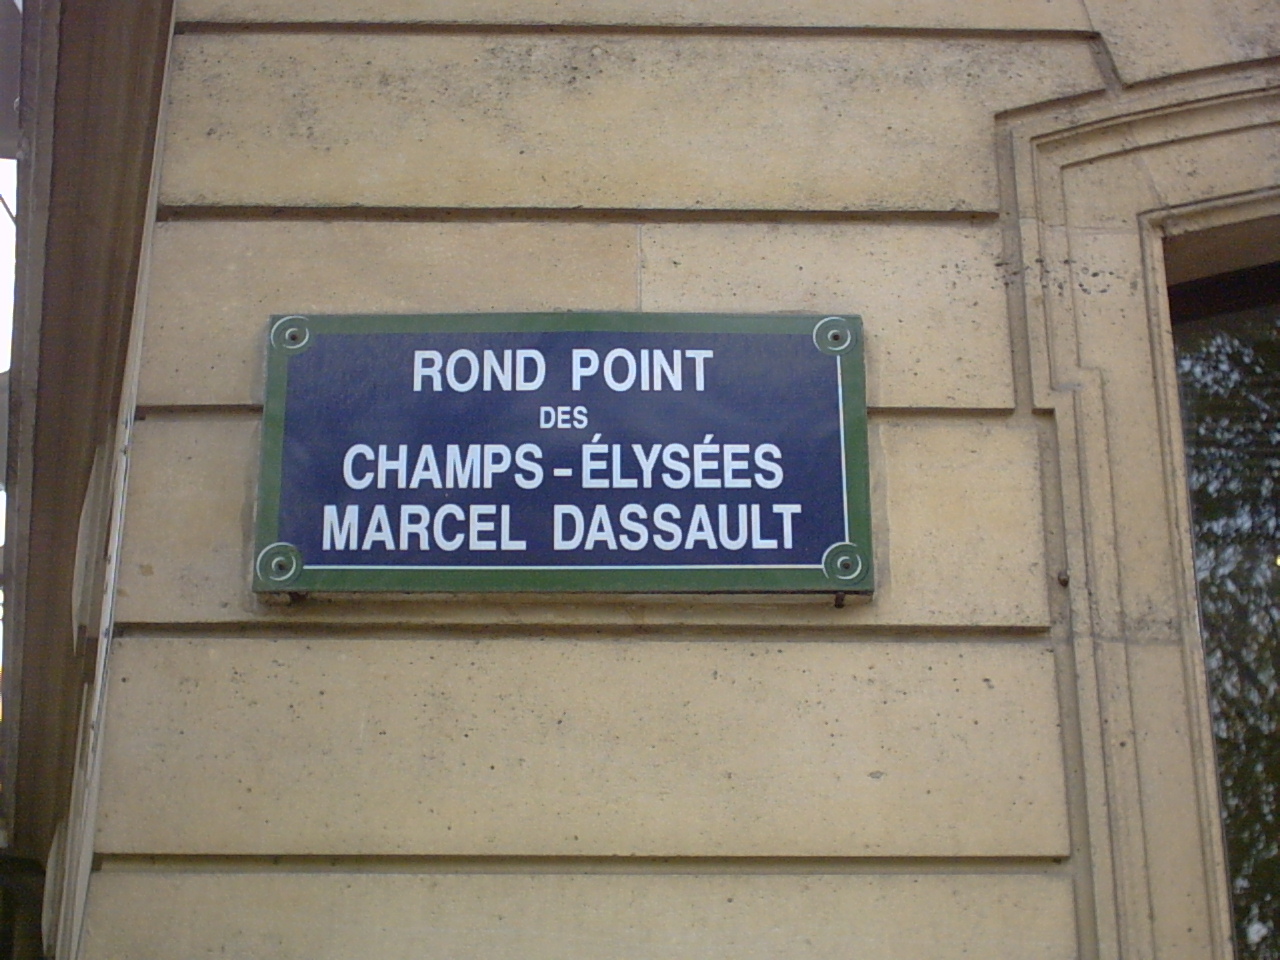 ROND POINT
DES
CHAMPS-ÉLYSÉES
MARCEL DASSAULT